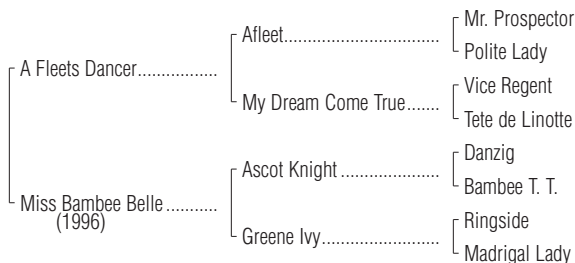 Mr. Prospector
Afleet................................
Polite Lady
A Fleets Dancer.................
Vice Regent
My Dream Come True.......
Tete de Linotte
Danzig
Ascot Knight .....................
Bambee T. T.
Miss Bambee Belle ...........
(1996)
Ringside
Greene Ivy.........................
Madrigal Lady